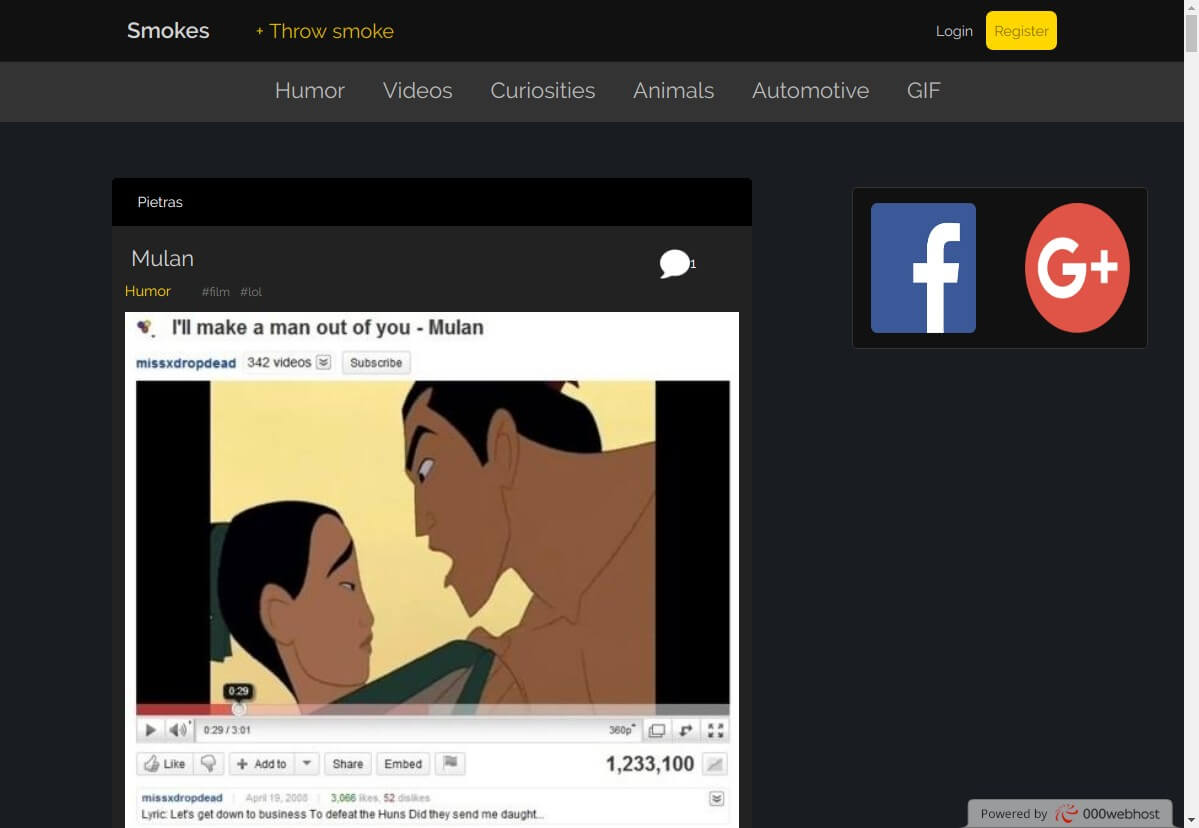 Smokes + Throw smoke Login Register
Humor Videos Curiosities Animals Automotive GIF
Pietras
Mulan 1
Humor #film #lol
I'll make a man out of you - Mulan
missxdropdead 342 videos Subscribe
0:29
0:29 / 3:01 360p
Like + Add to Share Embed 1,233,100
missxdropdead April 19, 2008 3,066 likes, 52 dislikes
Lyric: Let's get down to business To defeat the Huns Did they send me daught...
Powered by 000webhost